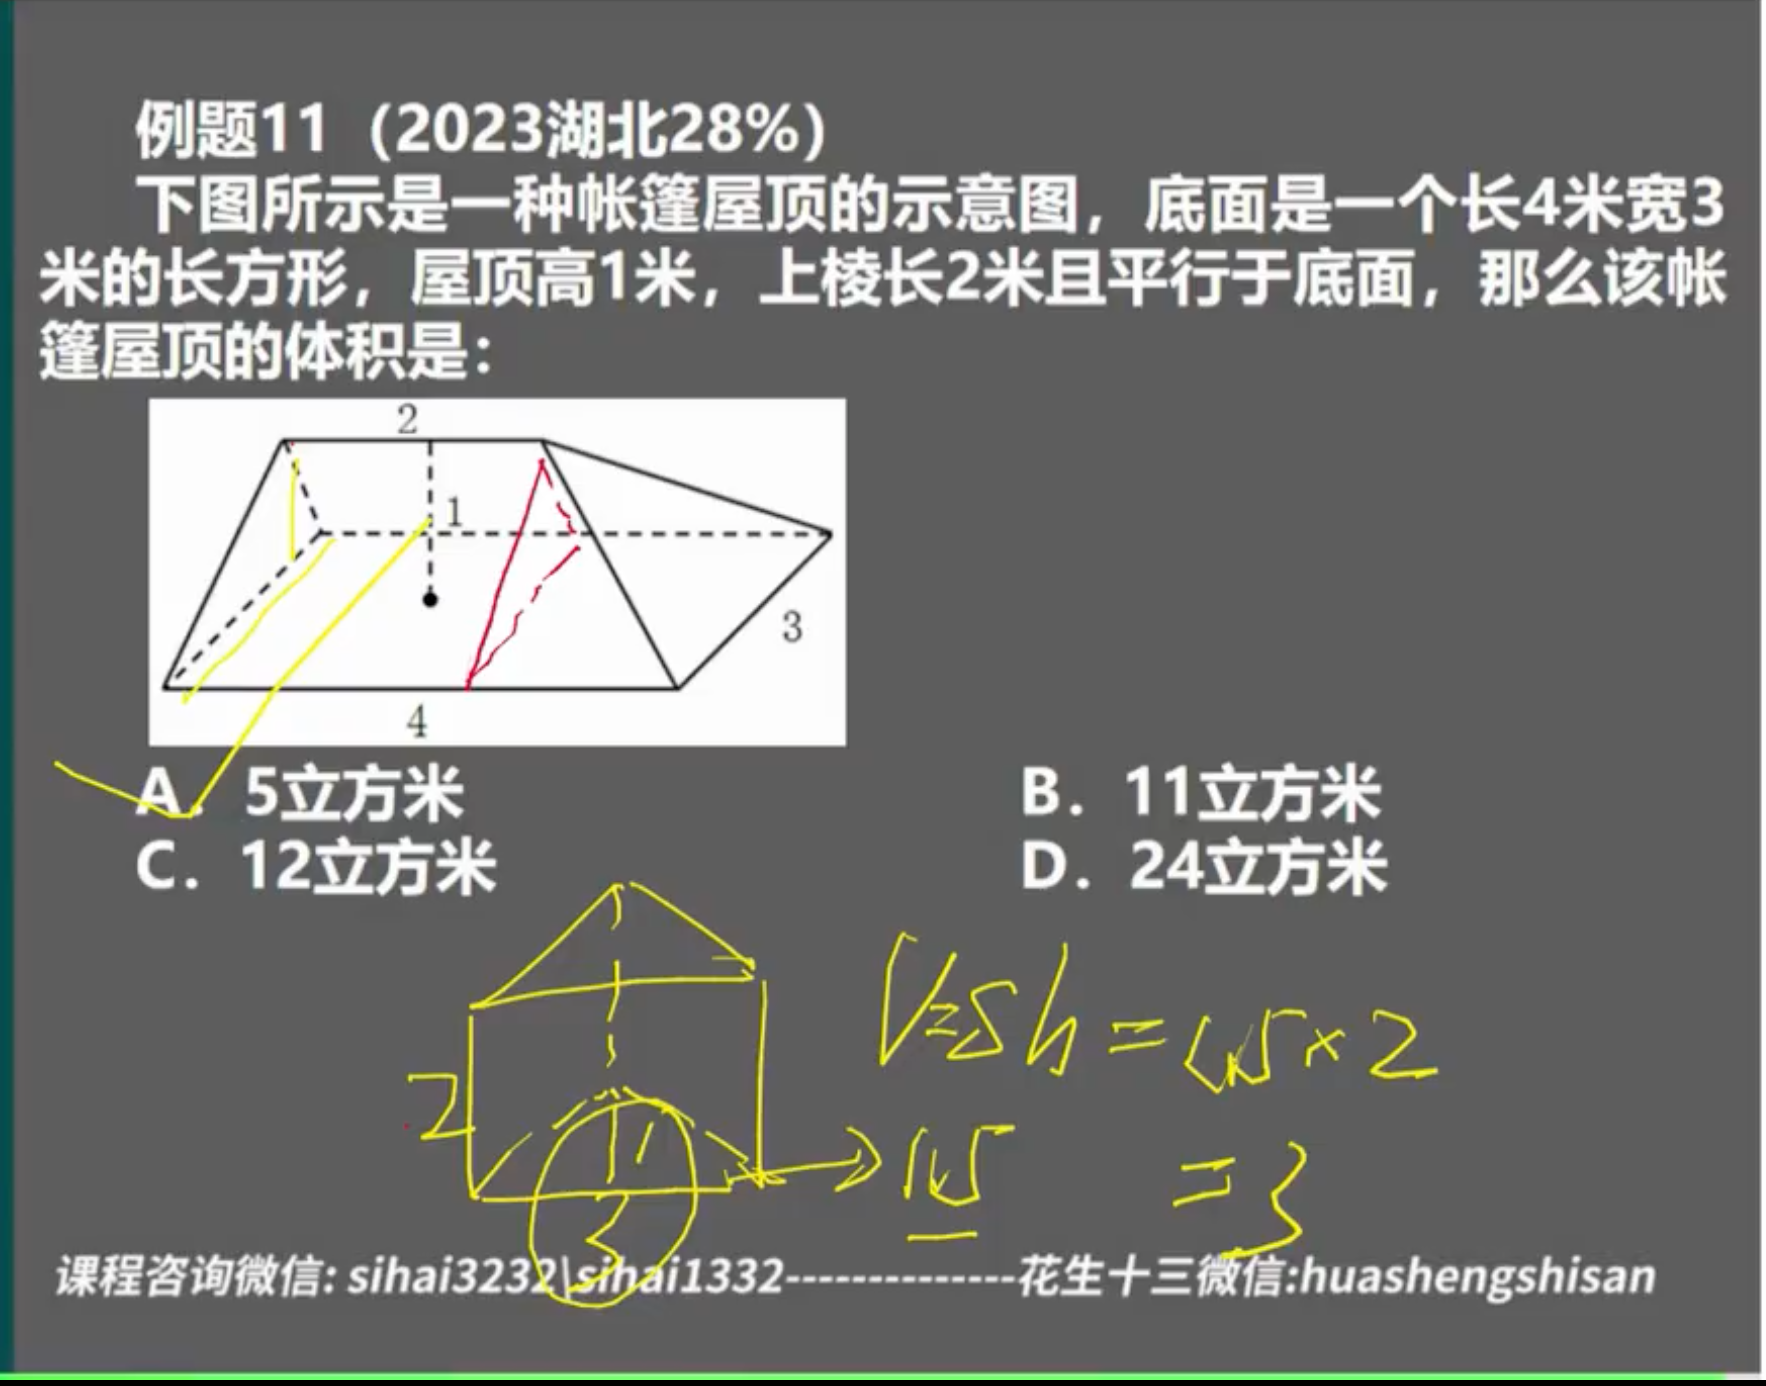 例题11（2023湖北28%）
下图所示是一种帐篷屋顶的示意图，底面是一个长4米宽3
米的长方形，屋顶高1米，上棱长2米且平行于底面，那么该帐
篷屋顶的体积是：
2
1
3
4
A．5立方米 B．11立方米
C．12立方米 D．24立方米
V=Sh=1.5×2
2 1 1.5 =3
3
课程咨询微信: sihai3232\sihai1332--------------花生十三微信:huashengshisan